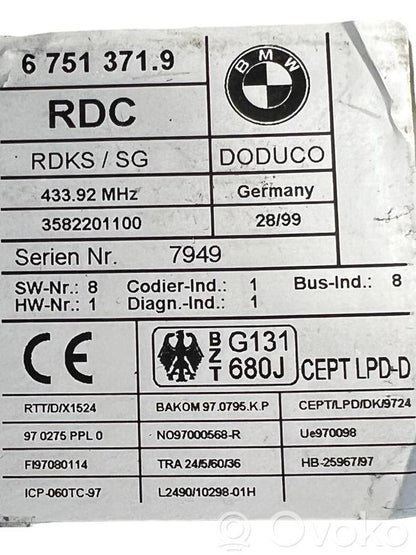 6 751 371.9
BMW
RDC
RDKS / SG
DODUCO
433.92 MHz
Germany
3582201100
28/99
Serien Nr. 7949
SW-Nr.: 8 Codier-Ind.: 1 Bus-Ind.: 8
HW-Nr.: 1 Diagn.-Ind.: 1
CE
BZT
G131
680J
CEPT LPD-D
RTT/D/X1524
BAKOM 97.0795.K.P
CEPT/LPD/DK/9724
97 0275 PPL 0
NO97000568-R
Ue970098
FI97080114
TRA 24/5/60/36
HB-25967/97
ICP-060TC-97
L2490/10298-01H
© Ovoko